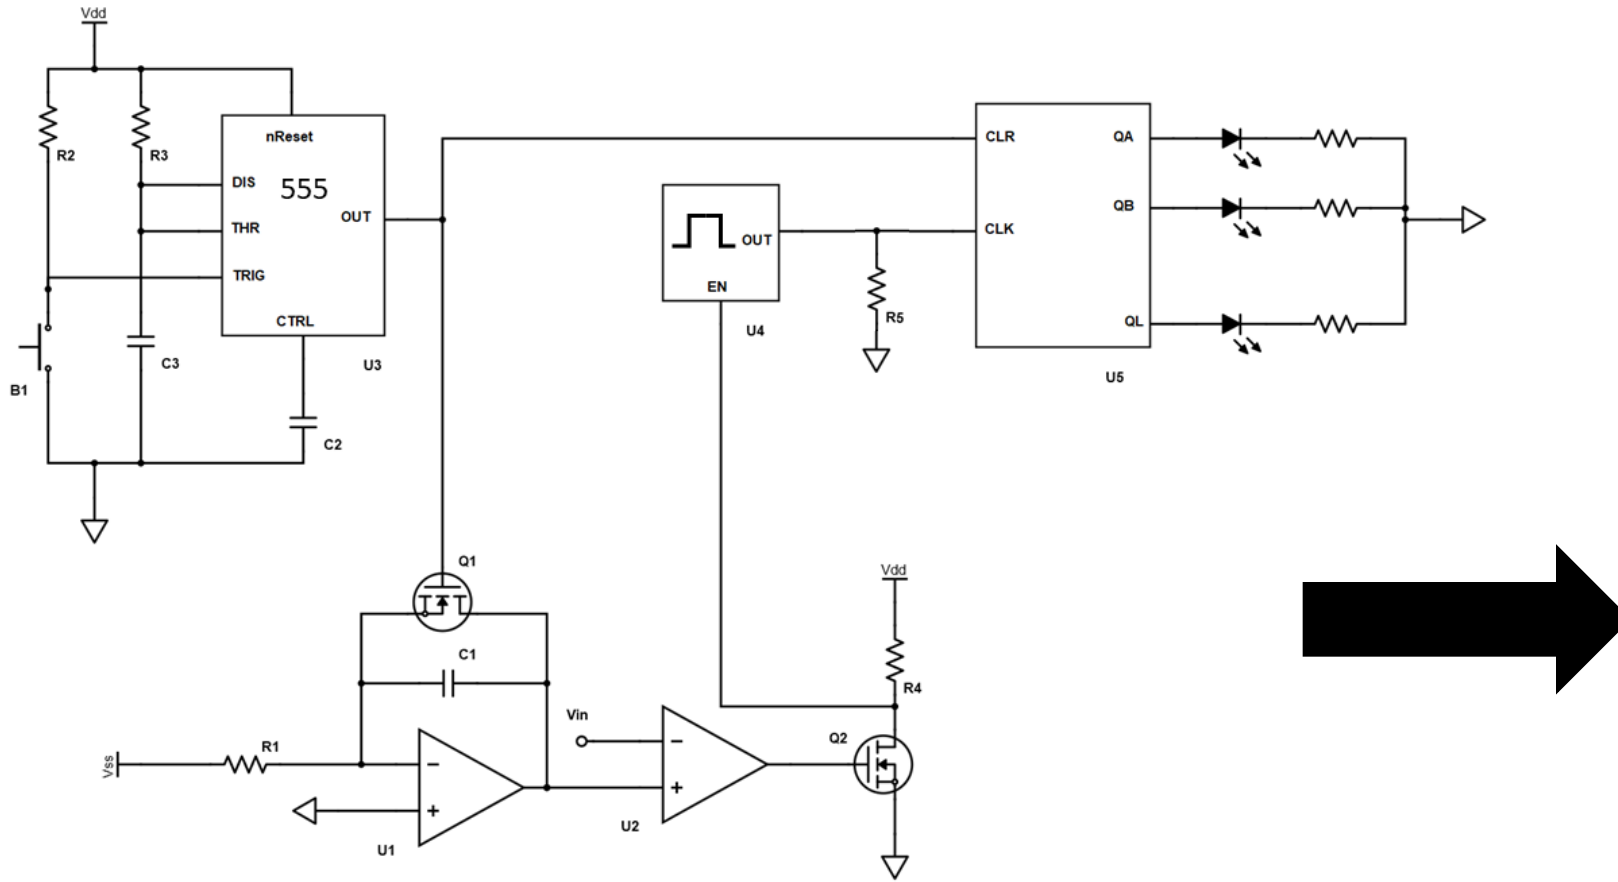 Vdd
R2
R3
nReset
DIS
555
THR
OUT
TRIG
CTRL
C3
U3
B1
C2
CLR
QA
QB
CLK
OUT
EN
U4
R5
QL
U5
Q1
C1
Vdd
R4
Vin
Q2
Vss
R1
−
+
−
+
U2
U1